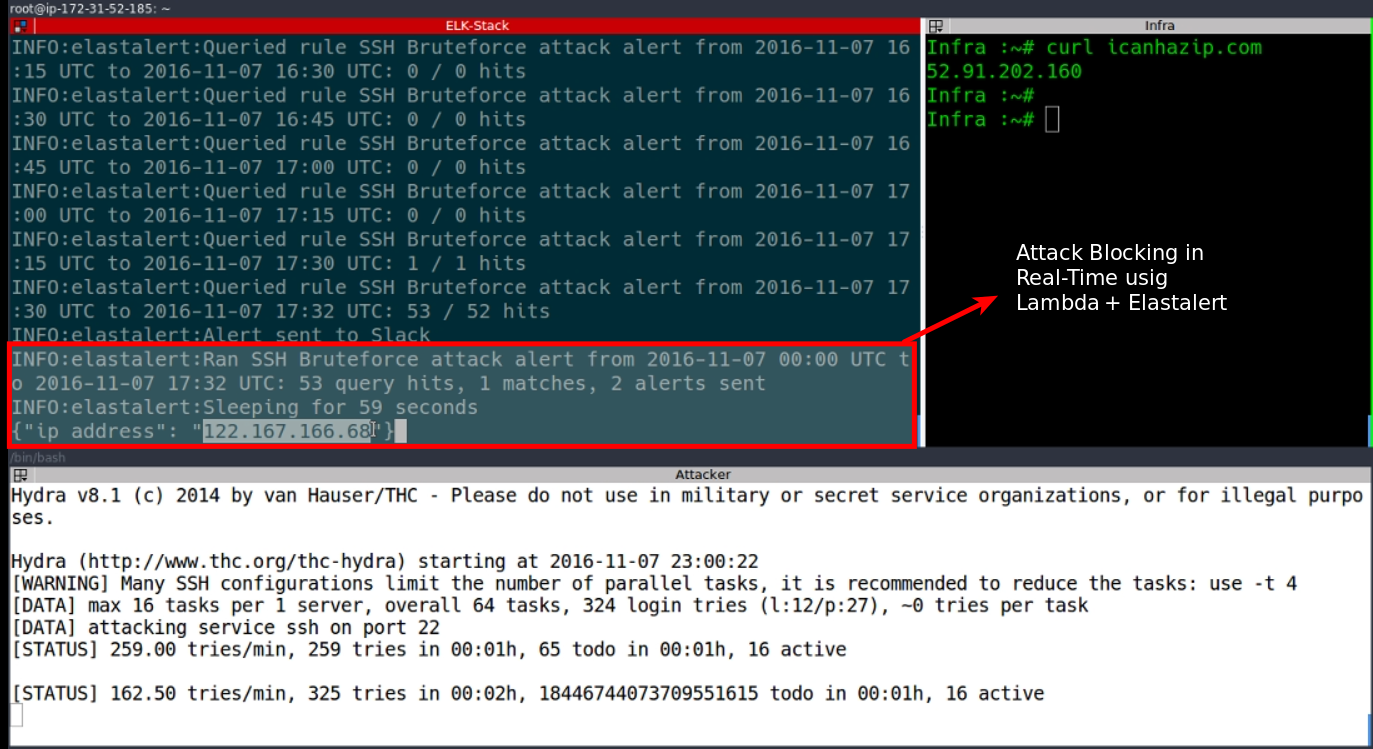 root@ip-172-31-52-185: ~
ELK-Stack
INFO:elastalert:Queried rule SSH Bruteforce attack alert from 2016-11-07 16
:15 UTC to 2016-11-07 16:30 UTC: 0 / 0 hits
INFO:elastalert:Queried rule SSH Bruteforce attack alert from 2016-11-07 16
:30 UTC to 2016-11-07 16:45 UTC: 0 / 0 hits
INFO:elastalert:Queried rule SSH Bruteforce attack alert from 2016-11-07 16
:45 UTC to 2016-11-07 17:00 UTC: 0 / 0 hits
INFO:elastalert:Queried rule SSH Bruteforce attack alert from 2016-11-07 17
:00 UTC to 2016-11-07 17:15 UTC: 0 / 0 hits
INFO:elastalert:Queried rule SSH Bruteforce attack alert from 2016-11-07 17
:15 UTC to 2016-11-07 17:30 UTC: 1 / 1 hits
INFO:elastalert:Queried rule SSH Bruteforce attack alert from 2016-11-07 17
:30 UTC to 2016-11-07 17:32 UTC: 53 / 52 hits
INFO:elastalert:Alert sent to Slack
INFO:elastalert:Ran SSH Bruteforce attack alert from 2016-11-07 00:00 UTC t
o 2016-11-07 17:32 UTC: 53 query hits, 1 matches, 2 alerts sent
INFO:elastalert:Sleeping for 59 seconds
{"ip address": "122.167.166.68"}
Infra
Infra :~# curl icanhazip.com
52.91.202.160
Infra :~#
Infra :~#
Attack Blocking in
Real-Time usig
Lambda + Elastalert
/bin/bash
Attacker
Hydra v8.1 (c) 2014 by van Hauser/THC - Please do not use in military or secret service organizations, or for illegal purpo
ses.
Hydra (http://www.thc.org/thc-hydra) starting at 2016-11-07 23:00:22
[WARNING] Many SSH configurations limit the number of parallel tasks, it is recommended to reduce the tasks: use -t 4
[DATA] max 16 tasks per 1 server, overall 64 tasks, 324 login tries (l:12/p:27), ~0 tries per task
[DATA] attacking service ssh on port 22
[STATUS] 259.00 tries/min, 259 tries in 00:01h, 65 todo in 00:01h, 16 active
[STATUS] 162.50 tries/min, 325 tries in 00:02h, 18446744073709551615 todo in 00:01h, 16 active